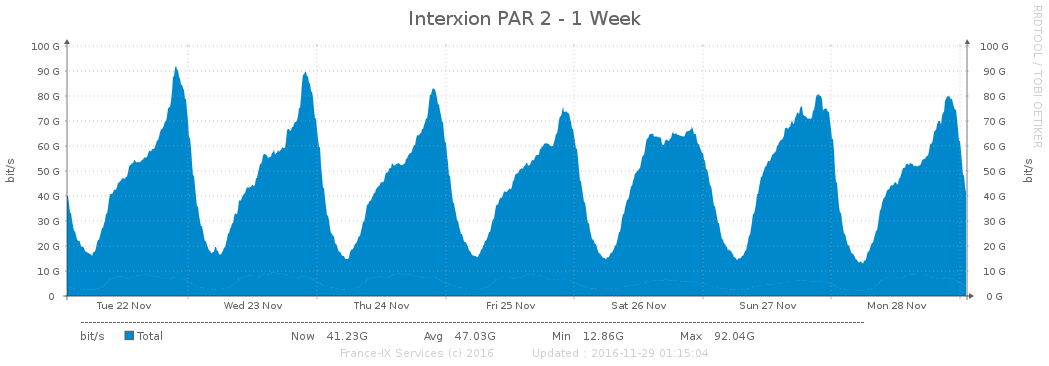 Interxion PAR 2 - 1 Week
RRDTOOL / TOBI OETIKER
100 G 100 G
90 G 90 G
80 G 80 G
70 G 70 G
60 G 60 G
50 G 50 G
40 G 40 G
30 G 30 G
20 G 20 G
10 G 10 G
0 0 G
bit/s
bit/s
Tue 22 Nov Wed 23 Nov Thu 24 Nov Fri 25 Nov Sat 26 Nov Sun 27 Nov Mon 28 Nov
bit/s Total Now 41.23G Avg 47.03G Min 12.86G Max 92.04G
France-IX Services (c) 2016 Updated : 2016-11-29 01:15:04